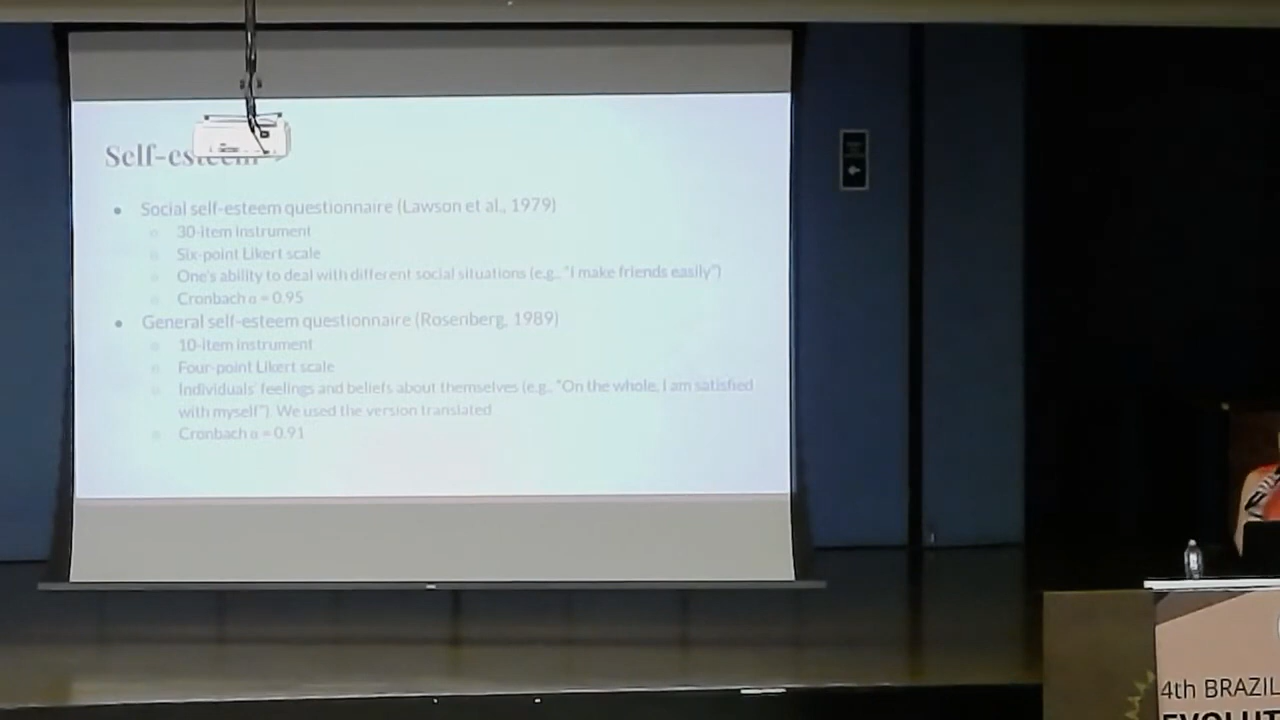 Self-esteem
Social self-esteem questionnaire (Lawson et al., 1979)
30-item instrument
Six-point Likert scale
One's ability to deal with different social situations (e.g., "I make friends easily")
Cronbach α = 0.95
General self-esteem questionnaire (Rosenberg, 1989)
10-item instrument
Four-point Likert scale
Individuals' feelings and beliefs about themselves (e.g., "On the whole, I am satisfied
with myself"). We used the version translated
Cronbach α = 0.91
4th BRAZIL